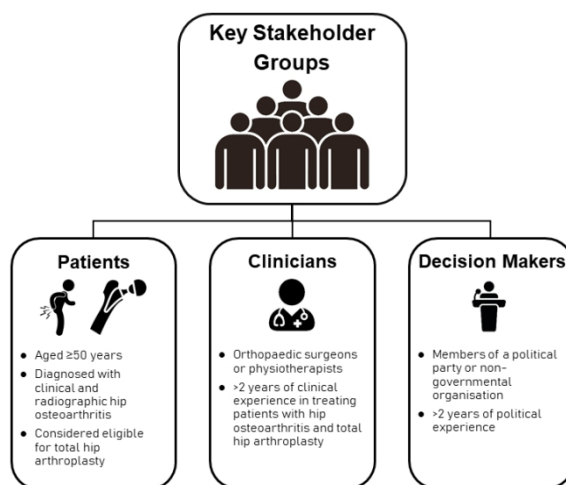 Key Stakeholder
Groups
Patients
● Aged ≥50 years
● Diagnosed with
clinical and
radiographic hip
osteoarthritis
● Considered eligible
for total hip
arthroplasty
Clinicians
● Orthopaedic surgeons
or physiotherapists
● >2 years of clinical
experience in treating
patients with hip
osteoarthritis and total
hip arthroplasty
Decision Makers
● Members of a political
party or non-
governmental
organisation
● >2 years of political
experience